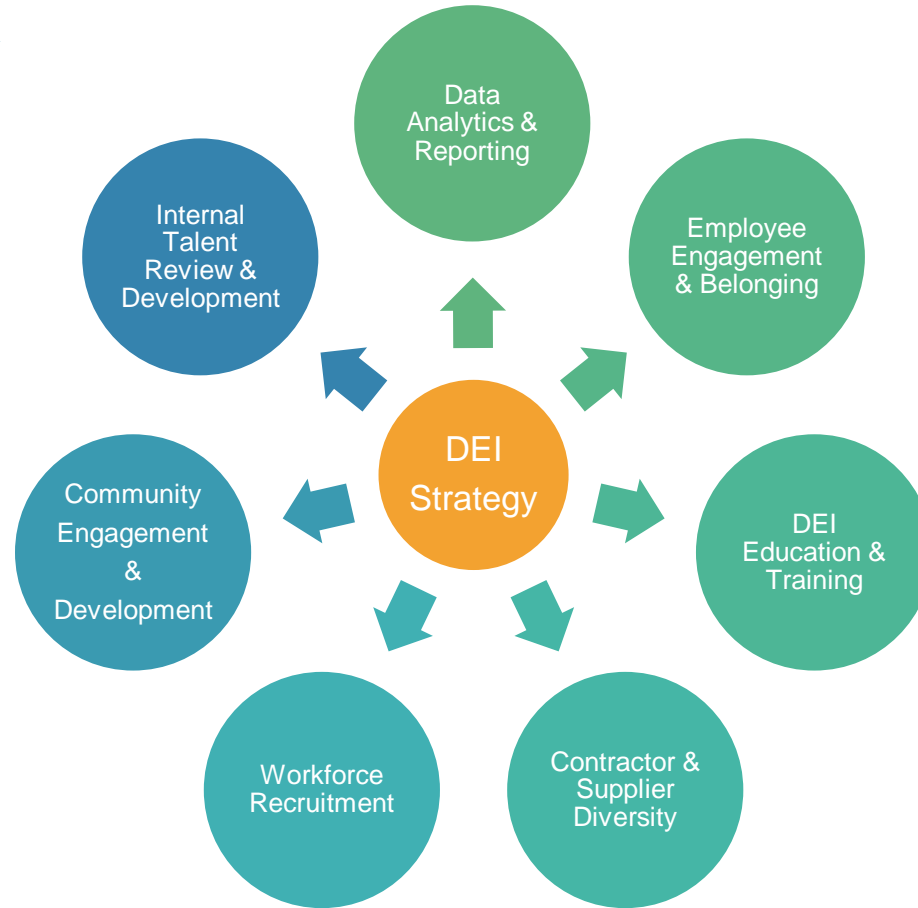 Data
Analytics &
Reporting
Employee
Engagement
& Belonging
DEI
Education &
Training
Contractor &
Supplier
Diversity
Workforce
Recruitment
Community
Engagement
&
Development
Internal
Talent
Review &
Development
DEI
Strategy